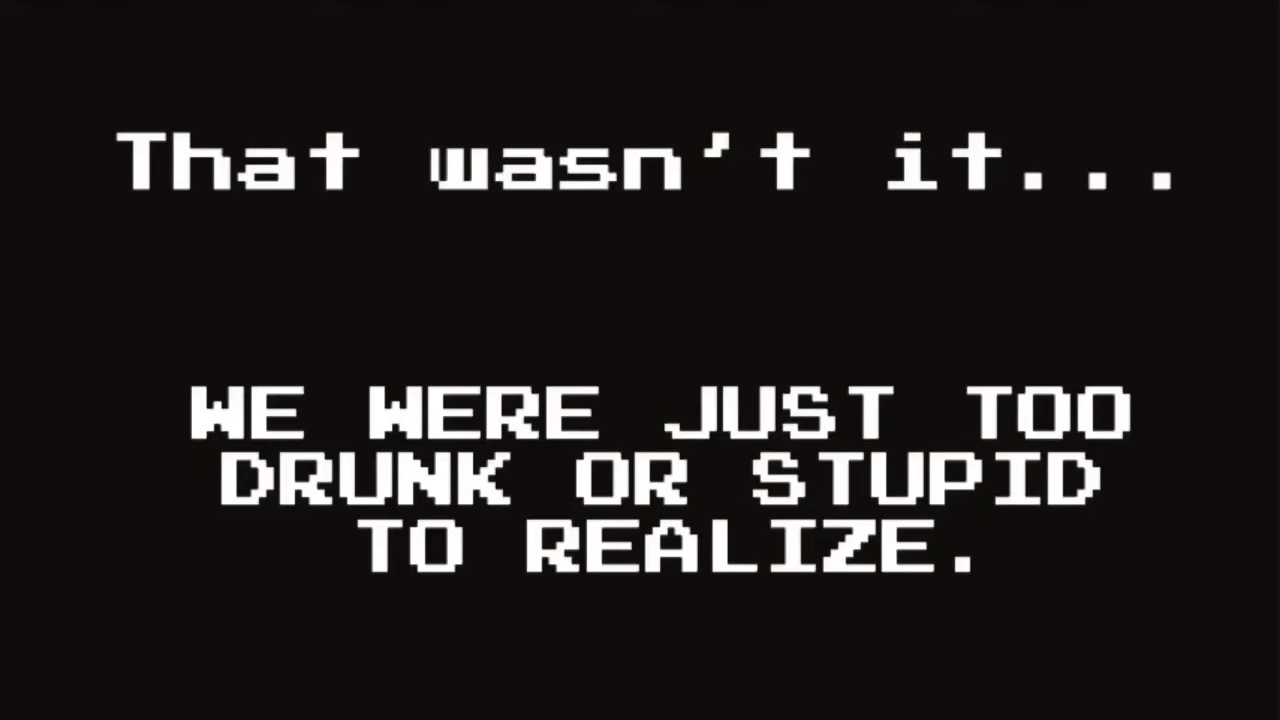 That wasn't it...
WE WERE JUST TOO
DRUNK OR STUPID
TO REALIZE.